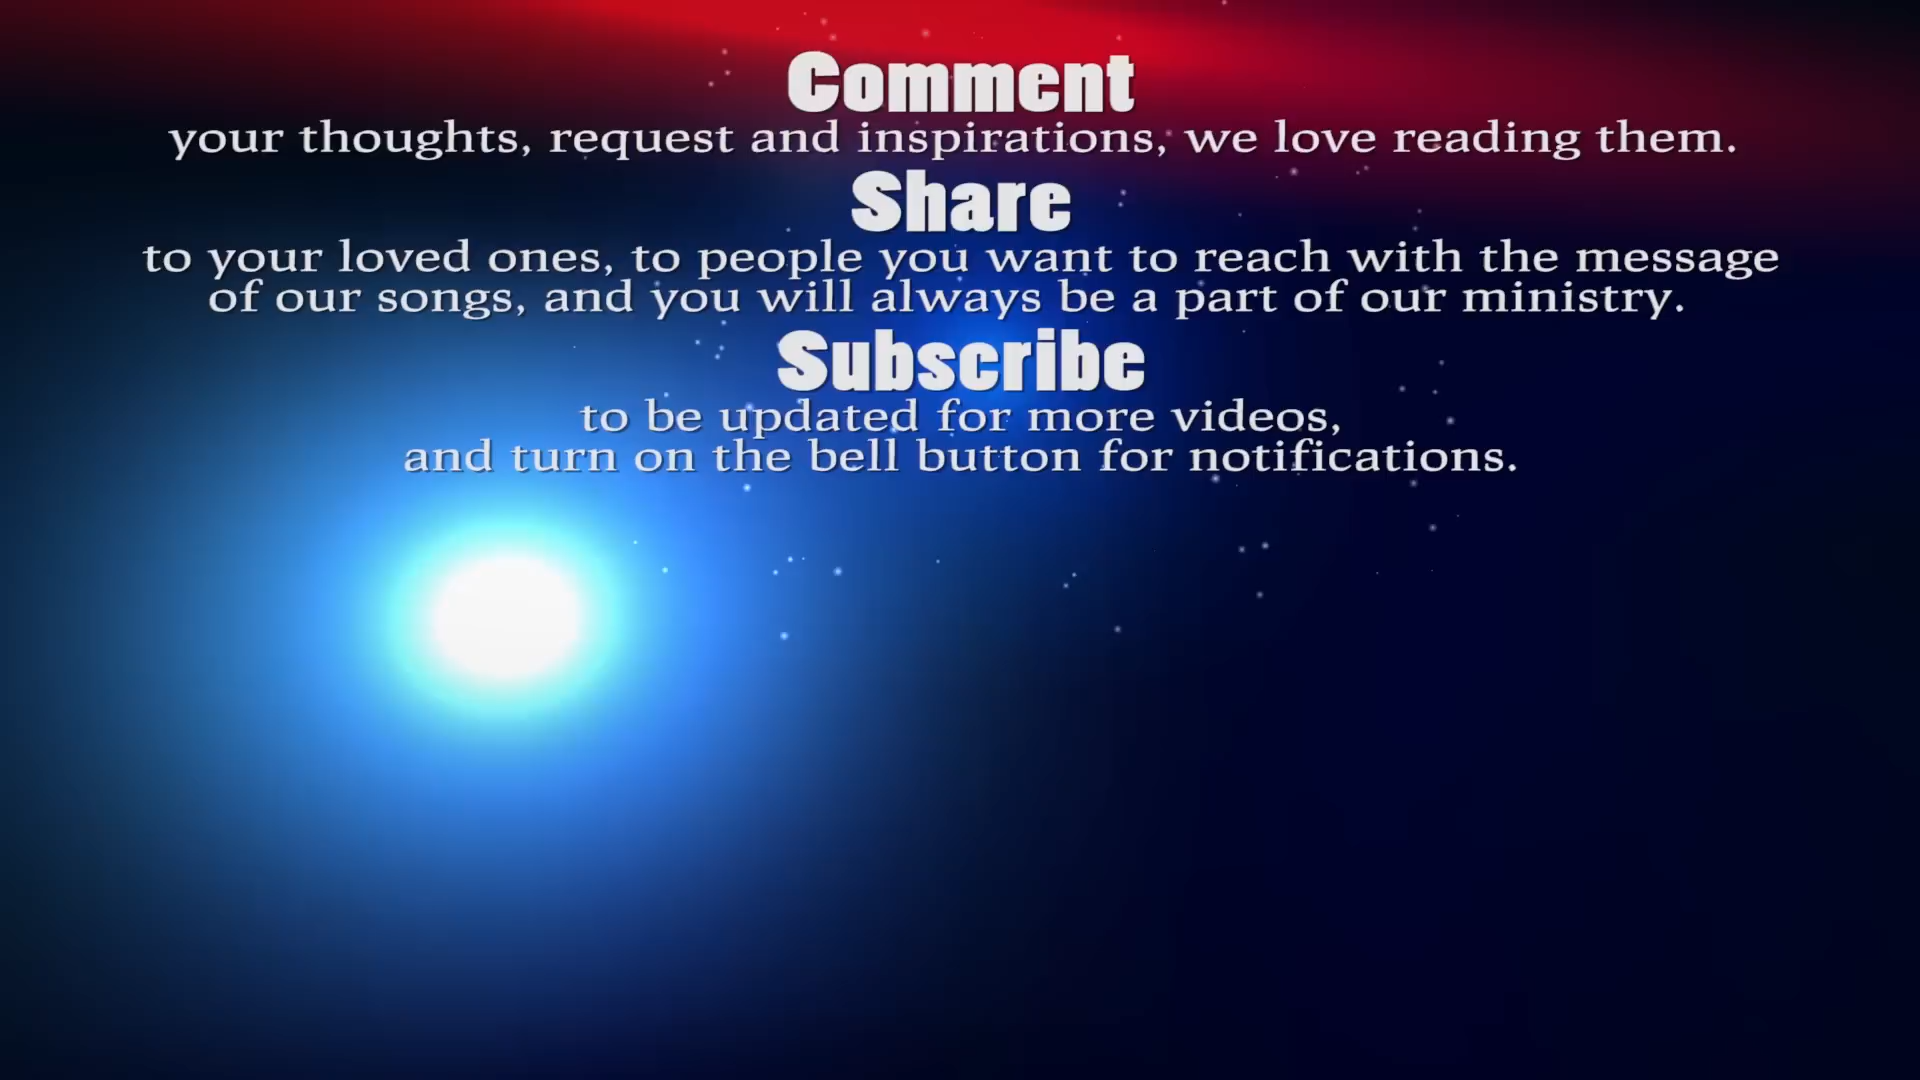 Comment
your thoughts, request and inspirations, we love reading them.
Share
to your loved ones, to people you want to reach with the message
of our songs, and you will always be a part of our ministry.
Subscribe
to be updated for more videos,
and turn on the bell button for notifications.